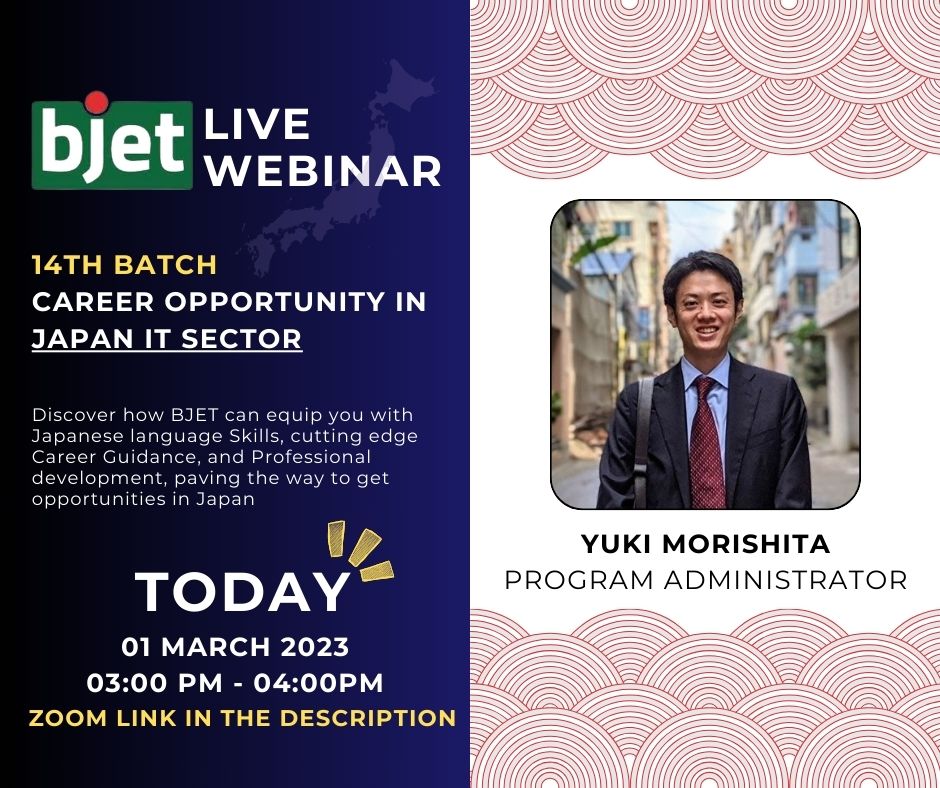 bjet LIVE
WEBINAR
14TH BATCH
CAREER OPPORTUNITY IN
JAPAN IT SECTOR
Discover how BJET can equip you with
Japanese language Skills, cutting edge
Career Guidance, and Professional
development, paving the way to get
opportunities in Japan
TODAY
01 MARCH 2023
03:00 PM - 04:00PM
ZOOM LINK IN THE DESCRIPTION
YUKI MORISHITA
PROGRAM ADMINISTRATOR